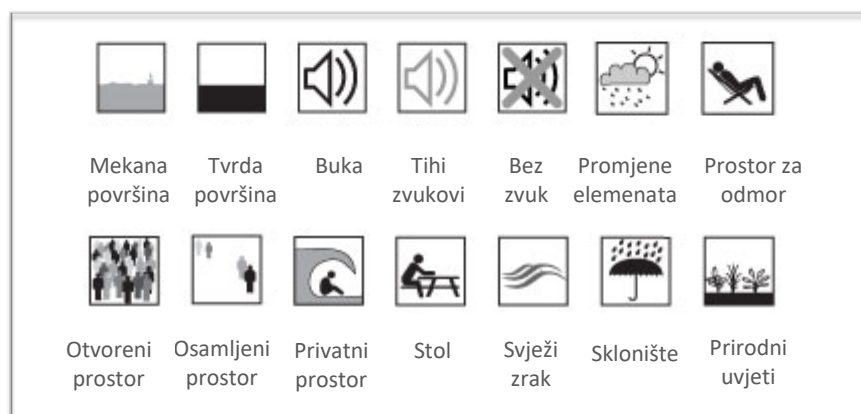 Mekana površina
Tvrda površina
Buka
Tihi zvukovi
Bez zvuk
Promjene elemenata
Prostor za odmor
Otvoreni prostor
Osamljeni prostor
Privatni prostor
Stol
Svježi zrak
Sklonište
Prirodni uvjeti